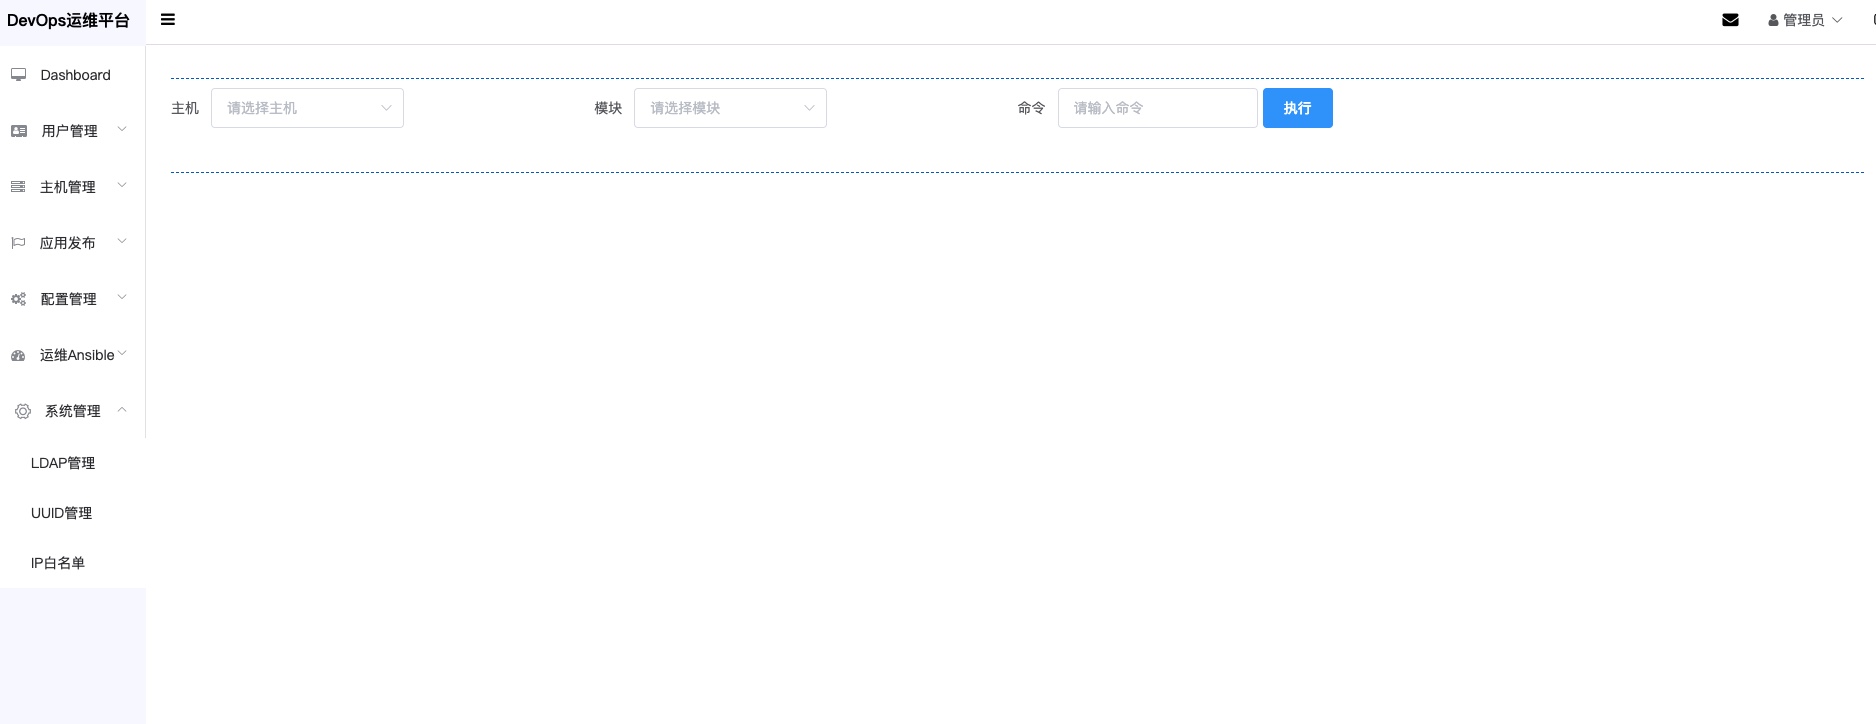 DevOps运维平台
管理员
Dashboard
用户管理
主机管理
应用发布
配置管理
运维Ansible
系统管理
LDAP管理
UUID管理
IP白名单
主机 请选择主机 模块 请选择模块 命令 请输入命令 执行